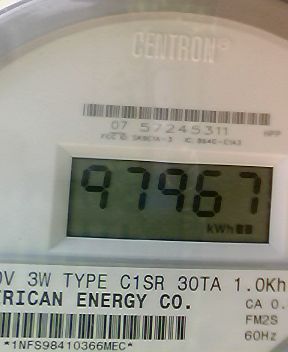 CENTRON®
07 57245311
97967
kWh
0V 3W TYPE C1SR 30TA 1.0Kh
ERICAN ENERGY CO.
CA 0.
FM2S
60Hz
*1NFS98410366MEC*